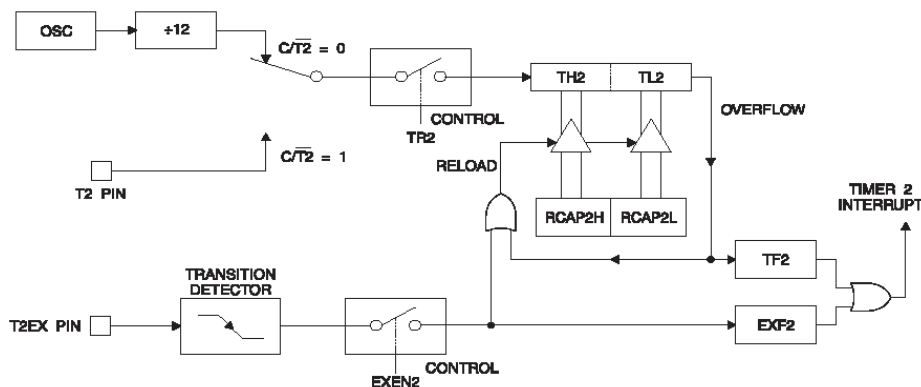 OSC
÷12
C/T2̅ = 0
TH2
TL2
OVERFLOW
CONTROL
TR2
C/T2̅ = 1
T2 PIN
RELOAD
RCAP2H
RCAP2L
TIMER 2
INTERRUPT
TRANSITION
DETECTOR
TF2
T2EX PIN
EXF2
CONTROL
EXEN2